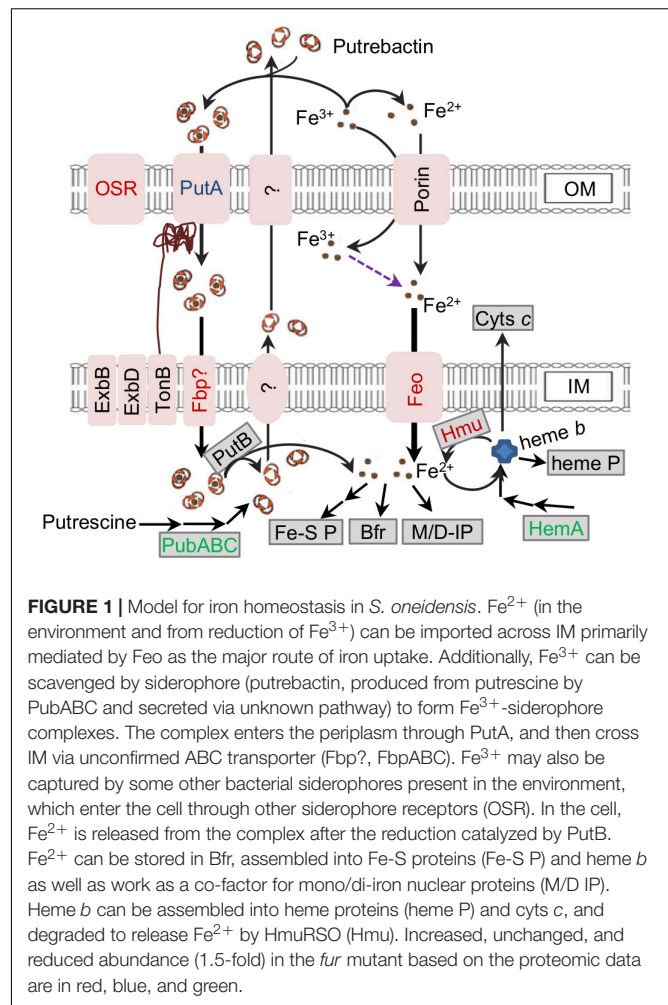 Putrebactin
Fe3+
Fe2+
OSR
PutA
?
Porin
OM
Fe3+
Fe2+
Cyts c
ExbB
ExbD
TonB
Fbp?
?
Feo
IM
Hmu
heme b
PutB
Fe2+
heme P
Putrescine
PubABC
Fe-S P
Bfr
M/D-IP
HemA
FIGURE 1 | Model for iron homeostasis in S. oneidensis. Fe2+ (in the
environment and from reduction of Fe3+) can be imported across IM primarily
mediated by Feo as the major route of iron uptake. Additionally, Fe3+ can be
scavenged by siderophore (putrebactin, produced from putrescine by
PubABC and secreted via unknown pathway) to form Fe3+-siderophore
complexes. The complex enters the periplasm through PutA, and then cross
IM via unconfirmed ABC transporter (Fbp?, FbpABC). Fe3+ may also be
captured by some other bacterial siderophores present in the environment,
which enter the cell through other siderophore receptors (OSR). In the cell,
Fe2+ is released from the complex after the reduction catalyzed by PutB.
Fe2+ can be stored in Bfr, assembled into Fe-S proteins (Fe-S P) and heme b
as well as work as a co-factor for mono/di-iron nuclear proteins (M/D IP).
Heme b can be assembled into heme proteins (heme P) and cyts c, and
degraded to release Fe2+ by HmuRSO (Hmu). Increased, unchanged, and
reduced abundance (1.5-fold) in the fur mutant based on the proteomic data
are in red, blue, and green.